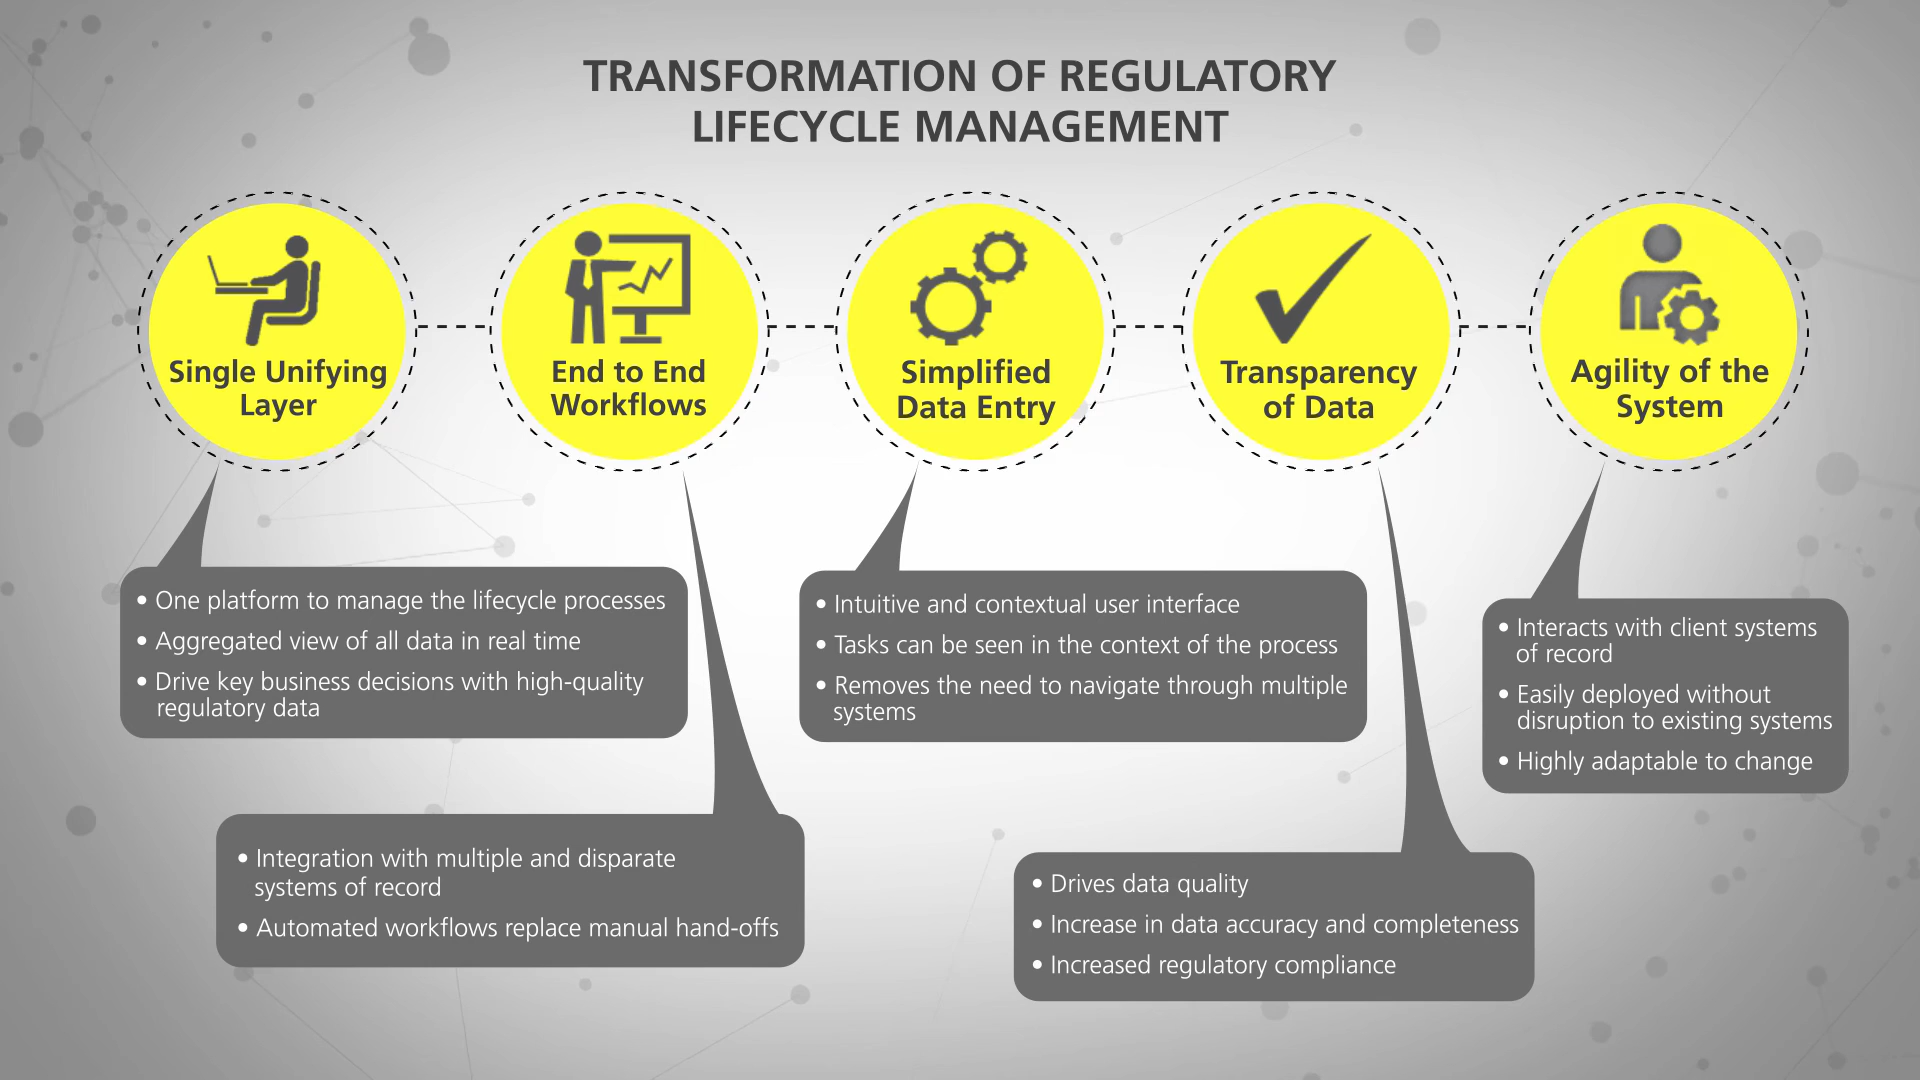 TRANSFORMATION OF REGULATORY
LIFECYCLE MANAGEMENT
Single Unifying
Layer
End to End
Workflows
Simplified
Data Entry
Transparency
of Data
Agility of the
System
• One platform to manage the lifecycle processes
• Aggregated view of all data in real time
• Drive key business decisions with high-quality
regulatory data
• Integration with multiple and disparate
systems of record
• Automated workflows replace manual hand-offs
• Intuitive and contextual user interface
• Tasks can be seen in the context of the process
• Removes the need to navigate through multiple
systems
• Drives data quality
• Increase in data accuracy and completeness
• Increased regulatory compliance
• Interacts with client systems
of record
• Easily deployed without
disruption to existing systems
• Highly adaptable to change